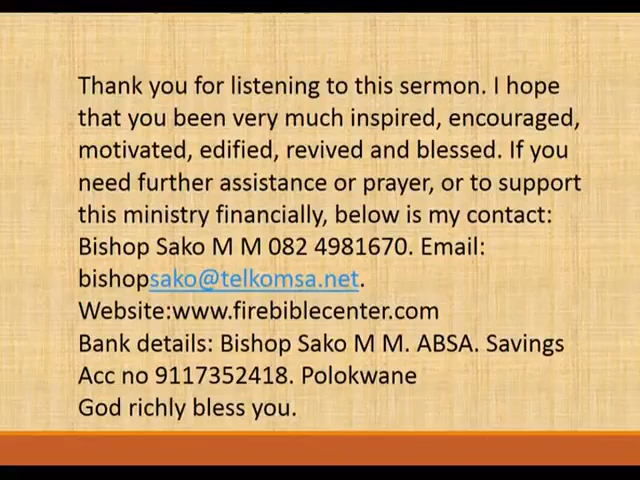 Thank you for listening to this sermon. I hope
that you been very much inspired, encouraged,
motivated, edified, revived and blessed. If you
need further assistance or prayer, or to support
this ministry financially, below is my contact:
Bishop Sako M M 082 4981670. Email:
bishopsako@telkomsa.net.
Website:www.firebiblecenter.com
Bank details: Bishop Sako M M. ABSA. Savings
Acc no 9117352418. Polokwane
God richly bless you.